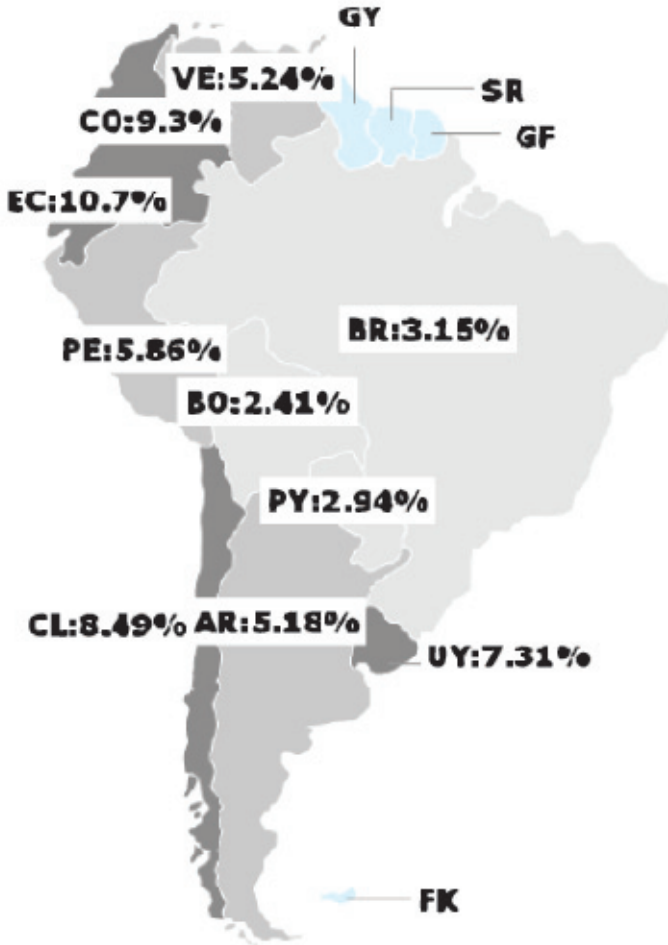 GY
VE:5.24%
SR
CO:9.3%
GF
EC:10.7%
BR:3.15%
PE:5.86%
BO:2.41%
PY:2.94%
CL:8.49% AR:5.18%
UY:7.31%
FK